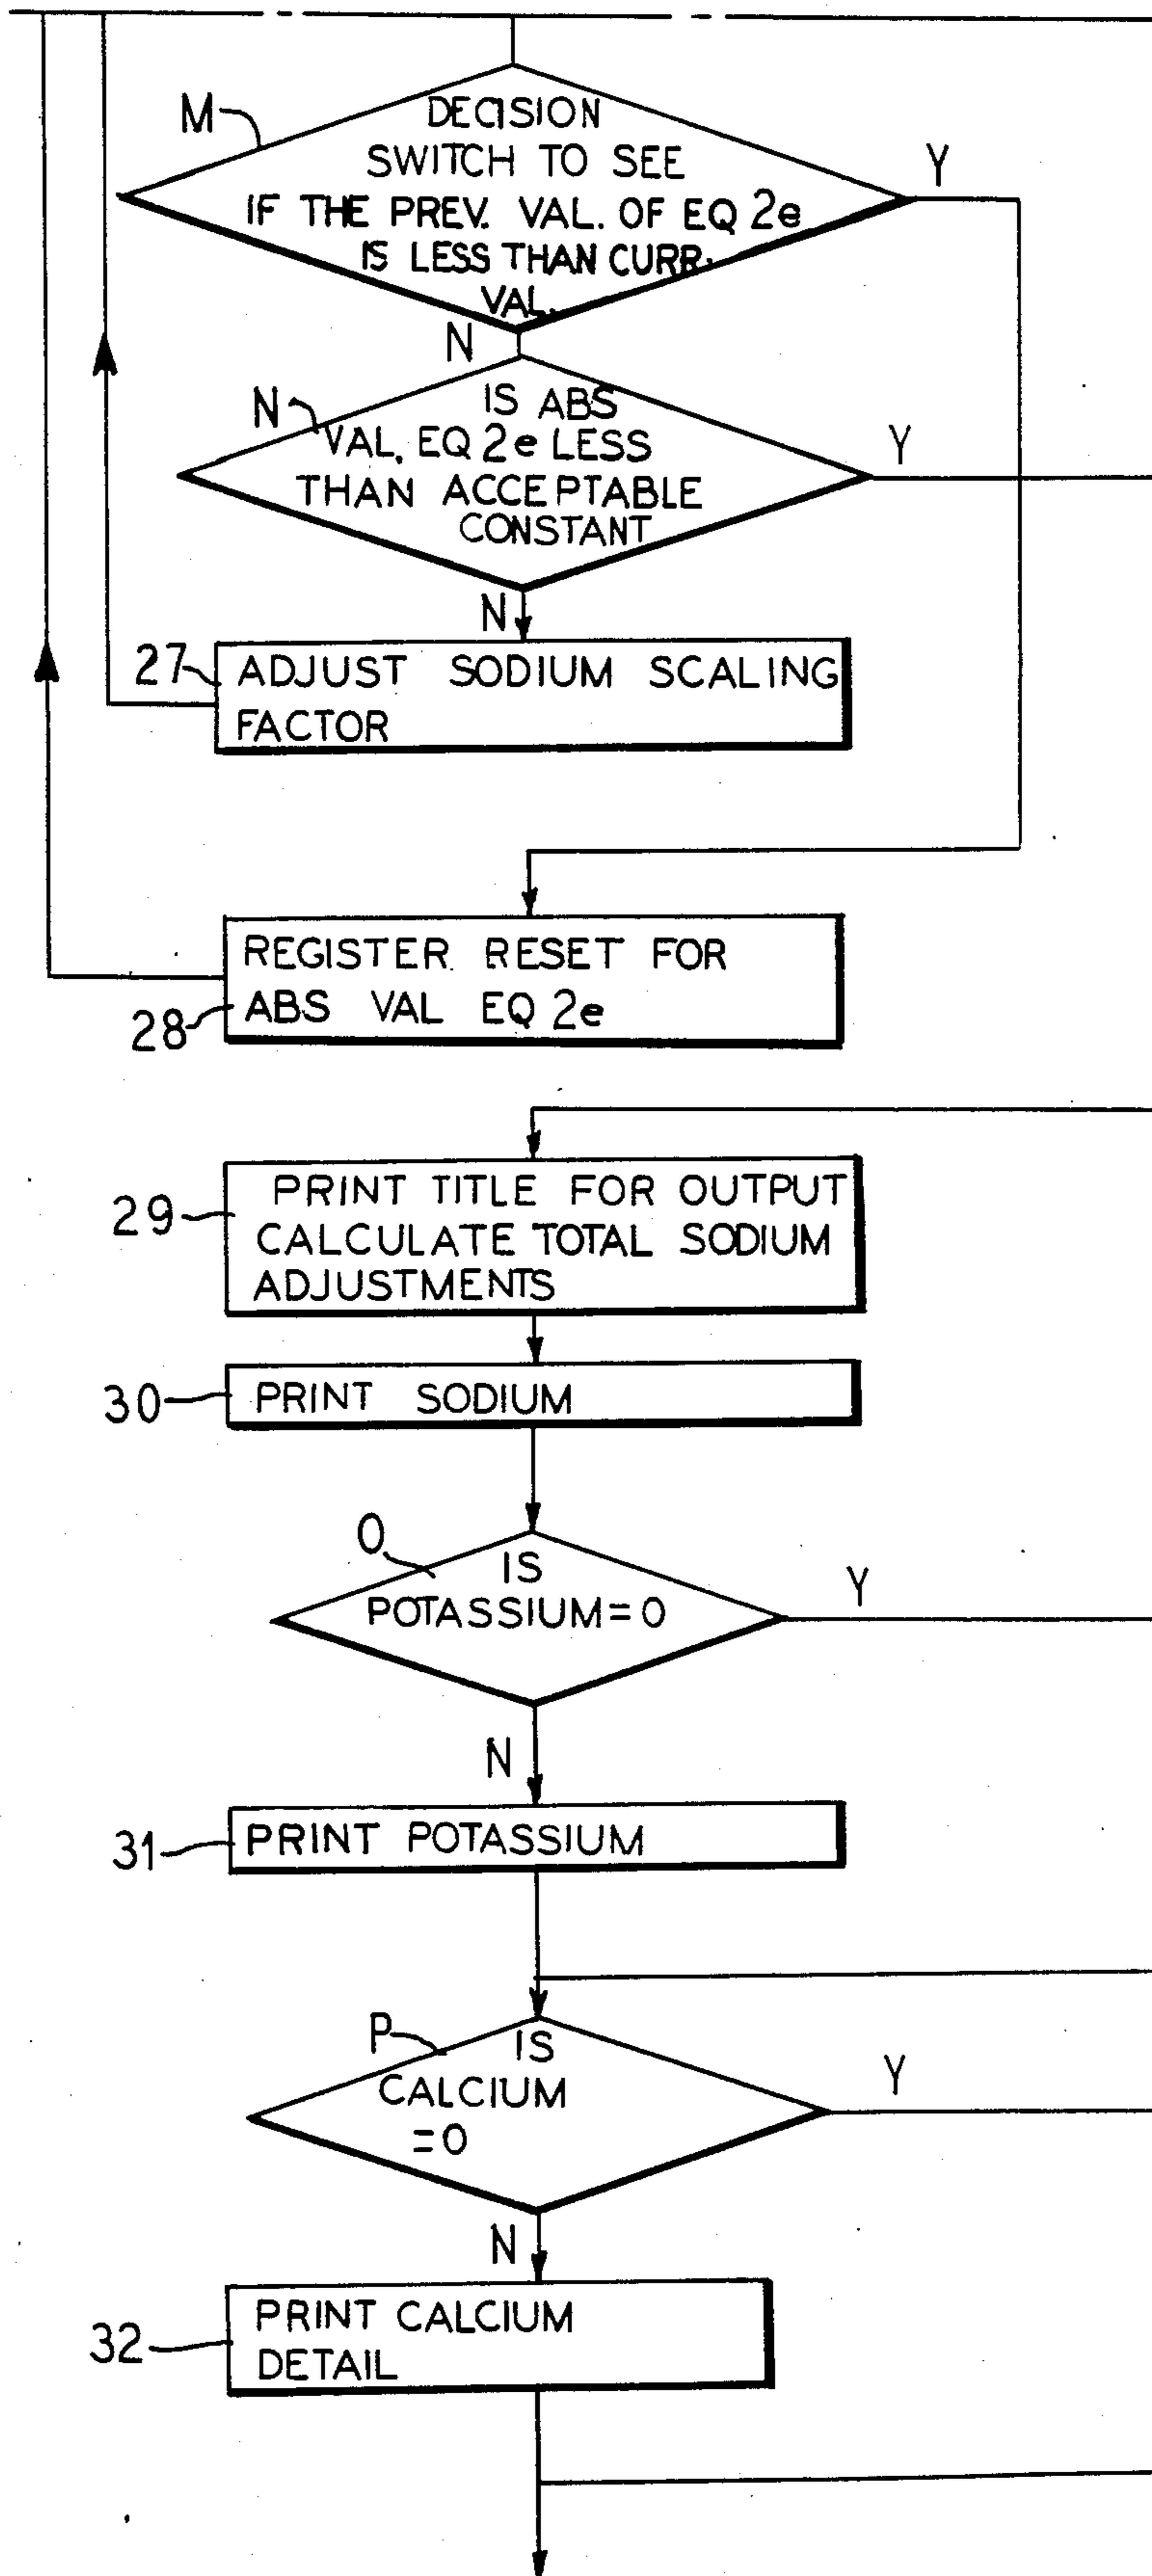 M
DECISION
SWITCH TO SEE
IF THE PREV. VAL. OF EQ 2e
IS LESS THAN CURR.
VAL.
Y
N
N
IS ABS
VAL. EQ 2e LESS
THAN ACCEPTABLE
CONSTANT
Y
N
27
ADJUST SODIUM SCALING
FACTOR
REGISTER RESET FOR
ABS VAL EQ 2e
28
PRINT TITLE FOR OUTPUT
29
CALCULATE TOTAL SODIUM
ADJUSTMENTS
30
PRINT SODIUM
O
IS
POTASSIUM=0
Y
N
31
PRINT POTASSIUM
P
IS
CALCIUM
=0
Y
N
32
PRINT CALCIUM
DETAIL